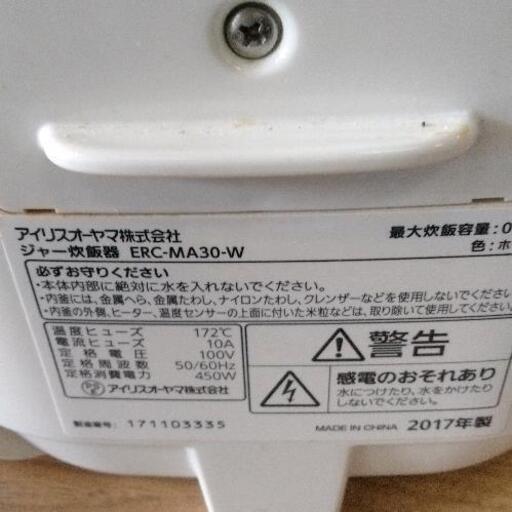 アイリスオーヤマ株式会社
ジャー炊飯器 ERC-MA30-W
最大炊飯容量:0
色:ホ
必ずお守りください
・本体内部に絶対に水を入れないでください。
・内釜には、金属へら、金属たわし、ナイロンたわし、クレンザーなどを使用しないでくださ
・内釜の外側、ヒーター、温度センサーの上面に付いた米粒などは、取り除いて使用してくださ
温度ヒューズ 172℃
電流ヒューズ 10A
定格電圧 100V
定格周波数 50/60Hz
定格消費電力 450W
アイリスオーヤマ株式会社
警告
感電のおそれあり
水につけたり、水をかけたり
しないでください。
製造番号: 171103335
MADE IN CHINA 2017年製